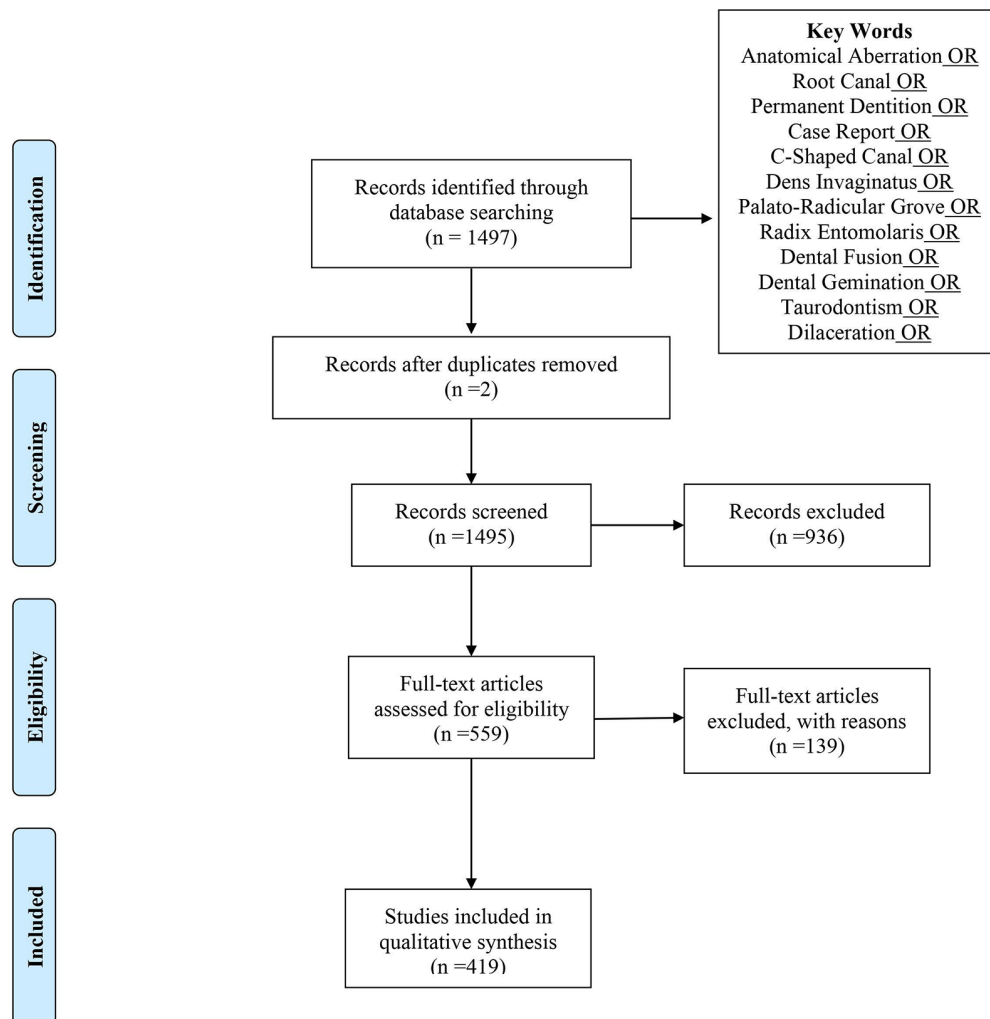 Key Words
Anatomical Aberration OR
Root Canal OR
Permanent Dentition OR
Case Report OR
C-Shaped Canal OR
Dens Invaginatus OR
Palato-Radicular Grove OR
Radix Entomolaris OR
Dental Fusion OR
Dental Gemination OR
Taurodontism OR
Dilaceration OR
Identification
Records identified through
database searching
(n = 1497)
Records after duplicates removed
(n =2)
Screening
Records screened
(n =1495)
Records excluded
(n =936)
Eligibility
Full-text articles
assessed for eligibility
(n =559)
Full-text articles
excluded, with reasons
(n =139)
Included
Studies included in
qualitative synthesis
(n =419)